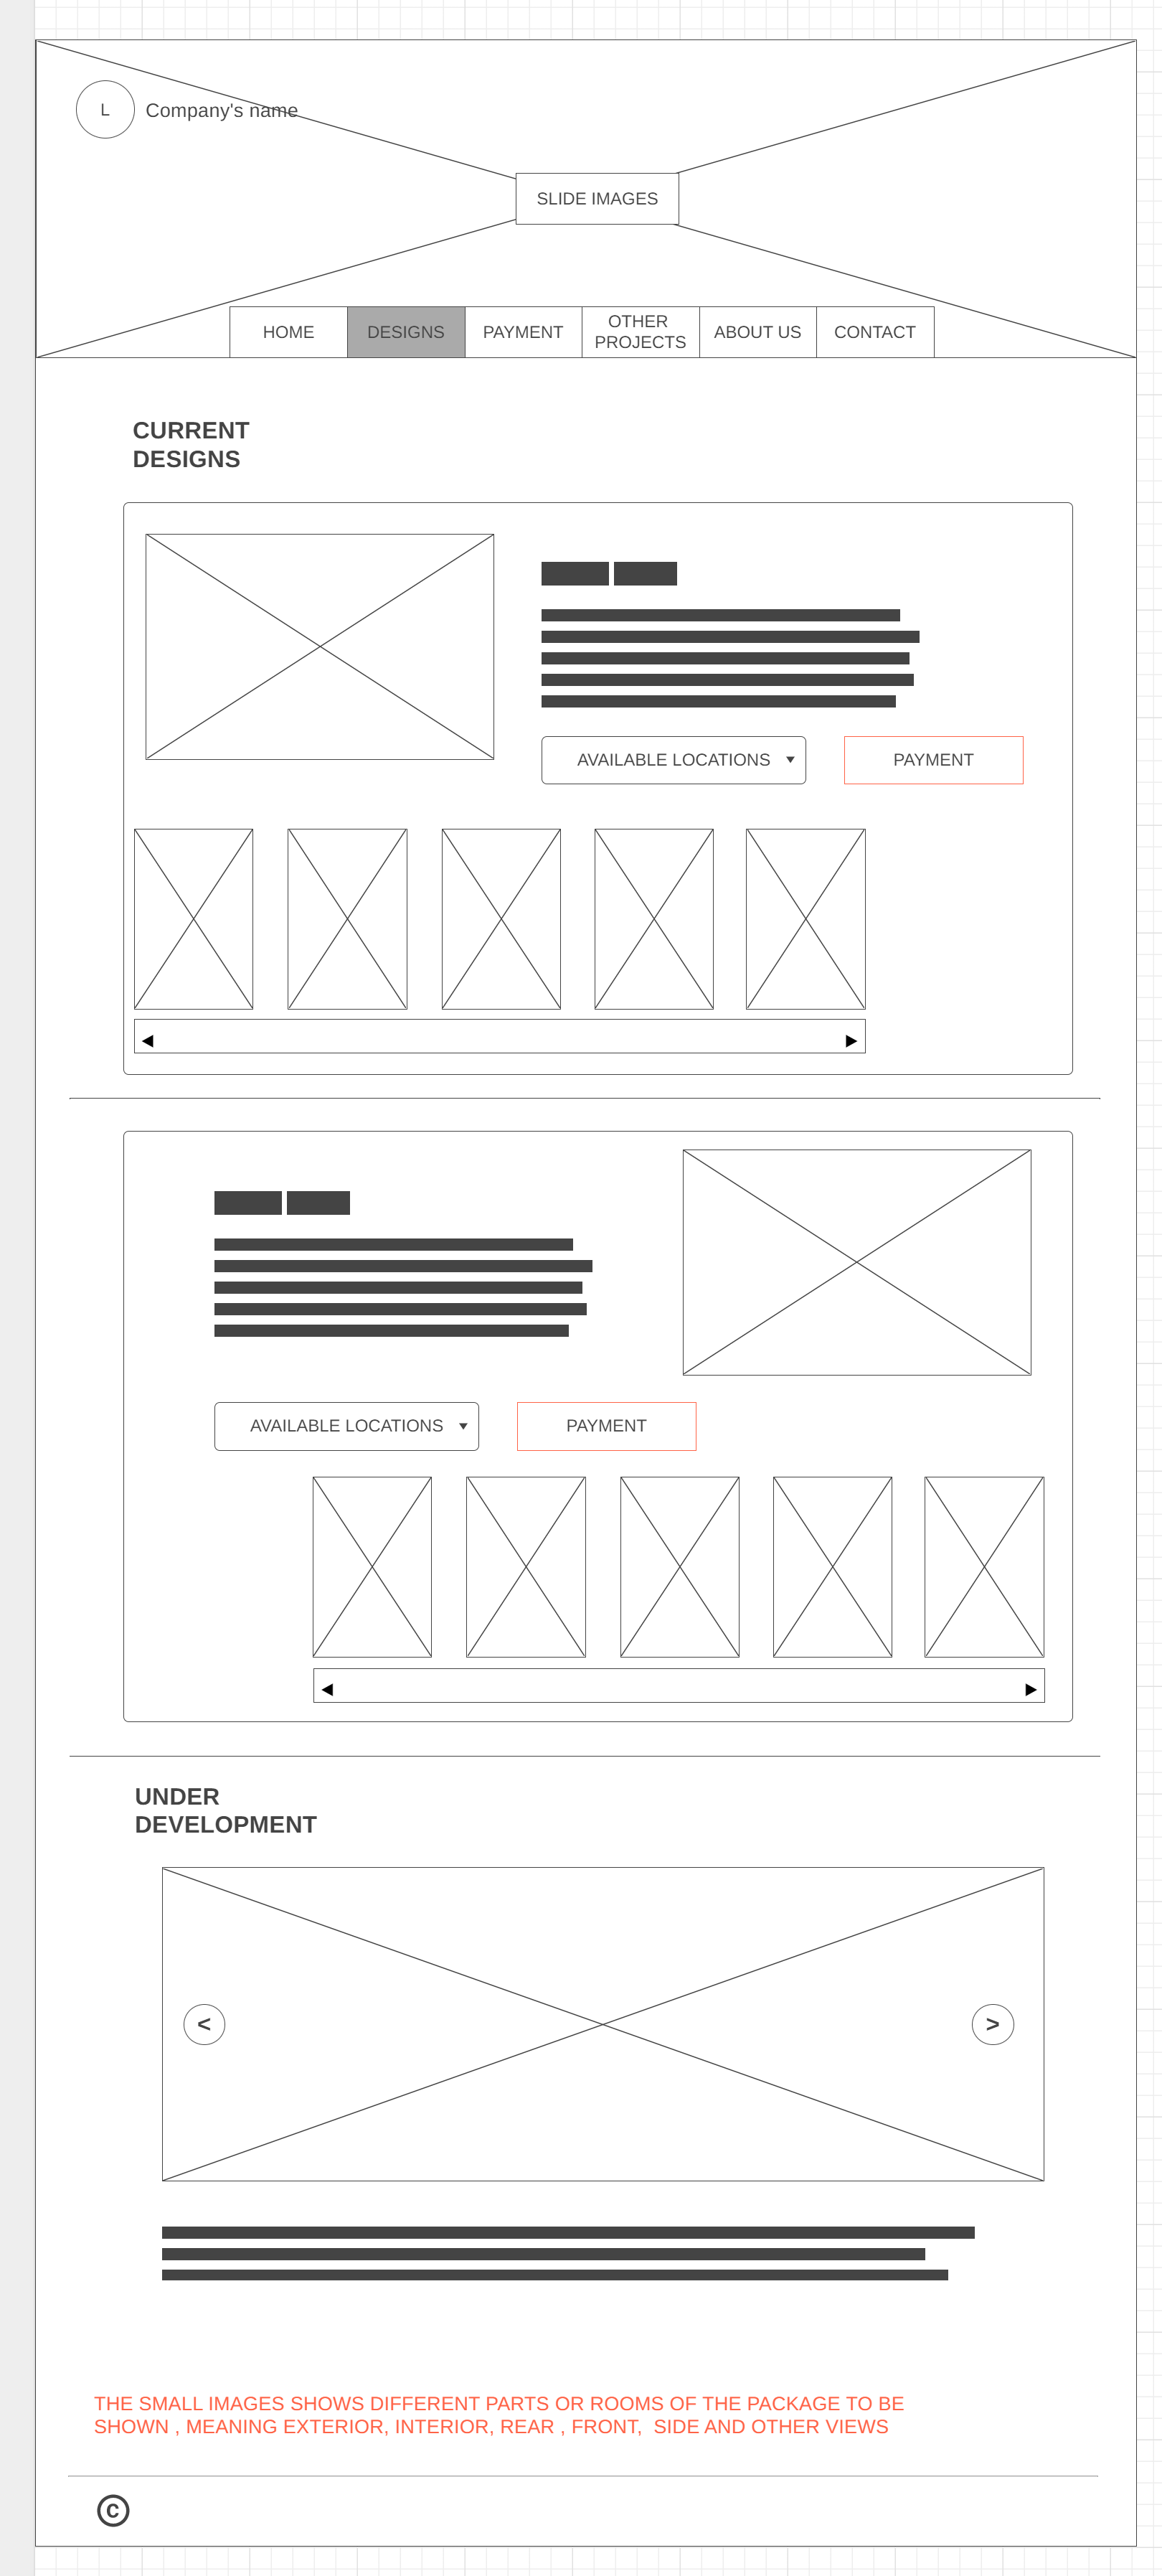 L
Company's name
SLIDE IMAGES
HOME
DESIGNS
PAYMENT
OTHER
PROJECTS
ABOUT US
CONTACT
CURRENT
DESIGNS
AVAILABLE LOCATIONS
PAYMENT
AVAILABLE LOCATIONS
PAYMENT
UNDER
DEVELOPMENT
<
>
THE SMALL IMAGES SHOWS DIFFERENT PARTS OR ROOMS OF THE PACKAGE TO BE
SHOWN , MEANING EXTERIOR, INTERIOR, REAR , FRONT,  SIDE AND OTHER VIEWS
©